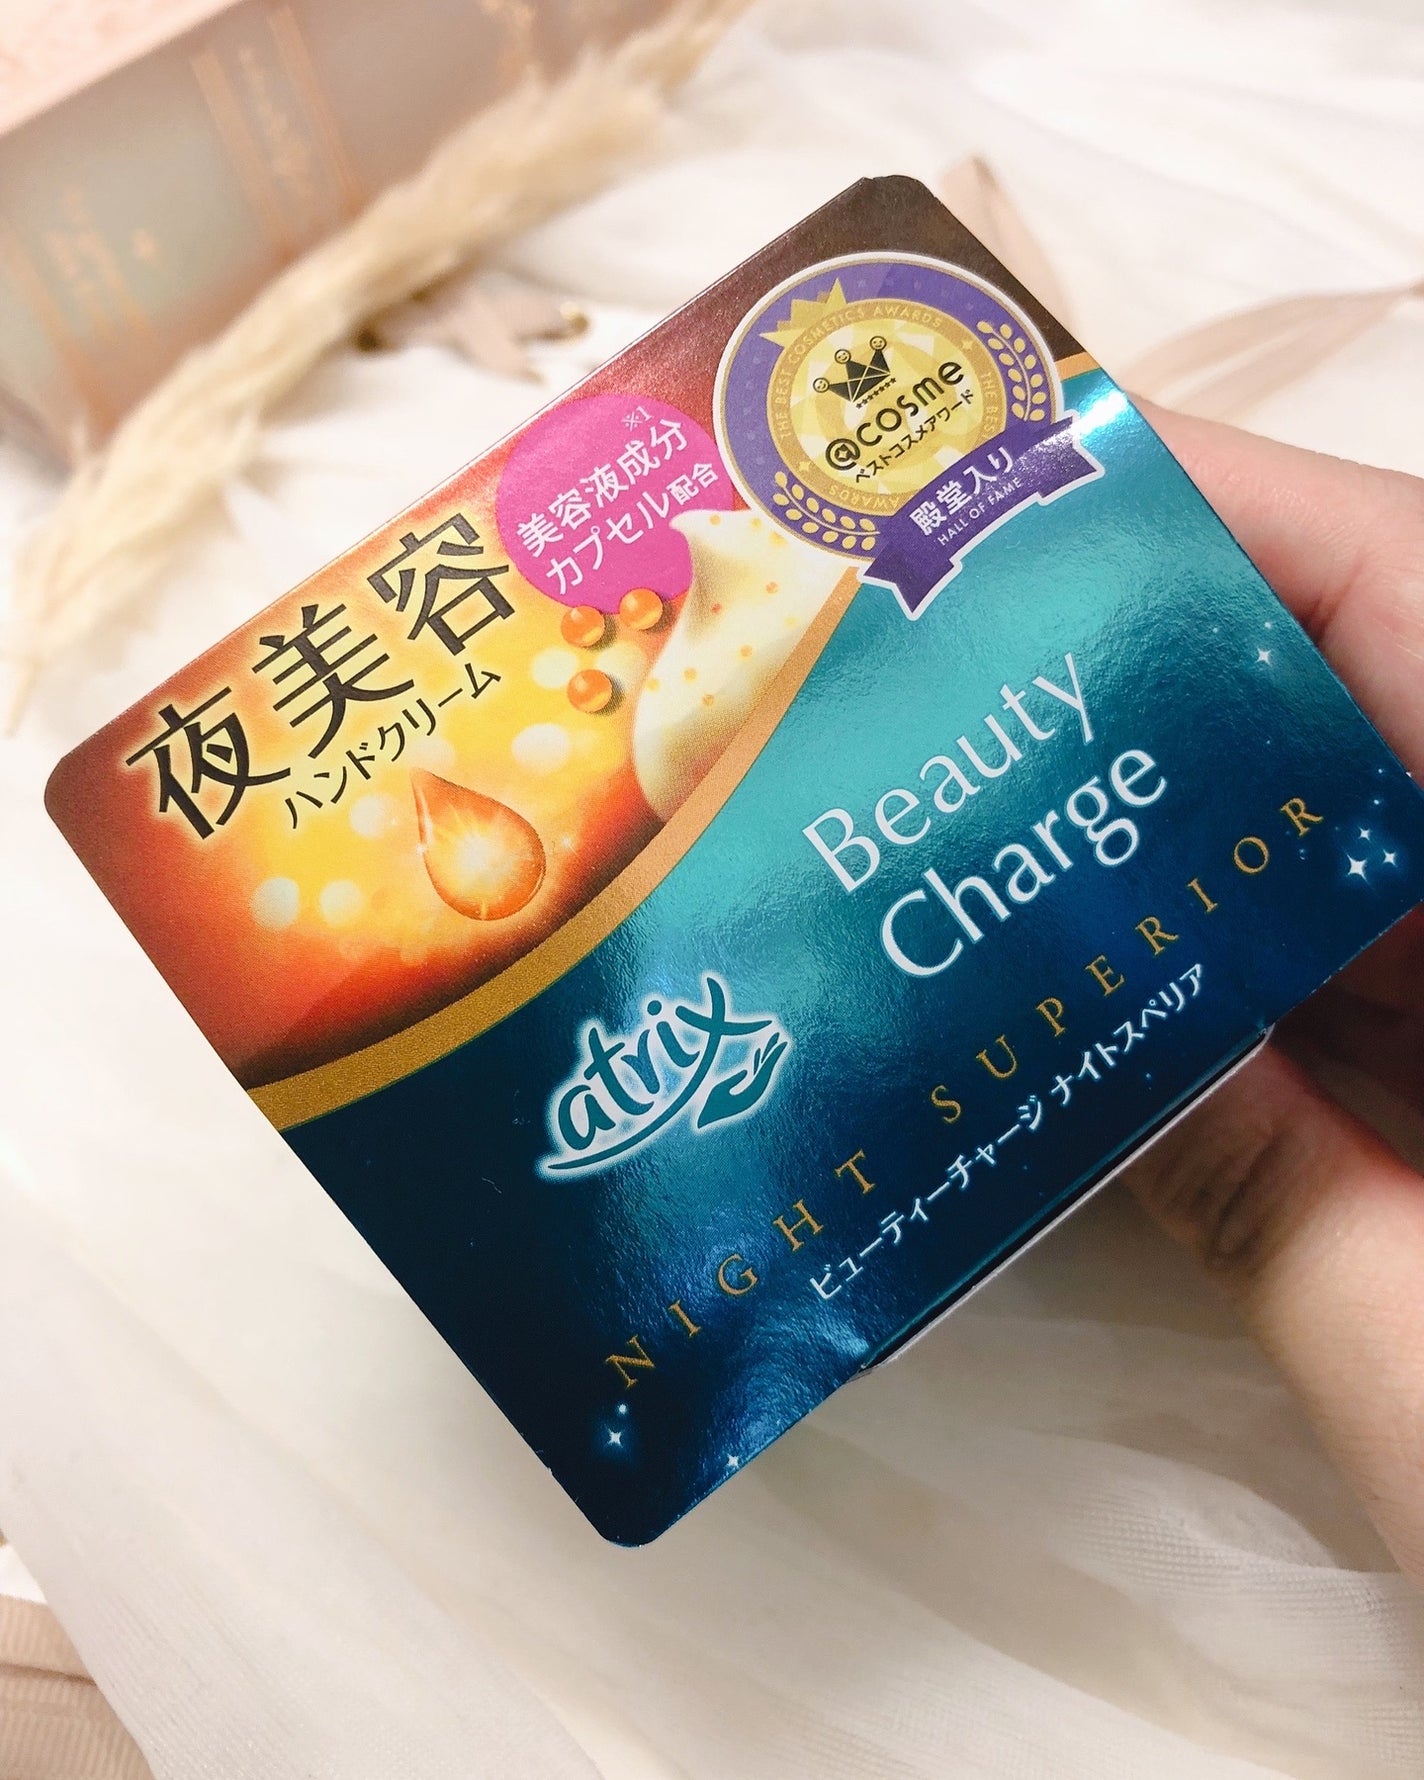 夜美容
ハンドクリーム
※1
美容液成分
カプセル配合
THE BEST COSMETICS AWARDS
THE BES
AWARDS
@cosme
ベストコスメアワード
殿堂入り
HALL OF FAME
Beauty
Charge
atrix
NIGHT SUPERIOR
ビューティーチャージ ナイトスペリア